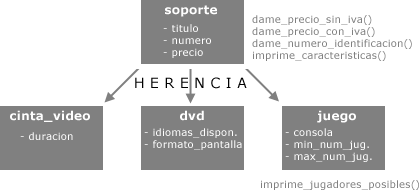 soporte
- titulo
- numero
- precio
dame_precio_sin_iva()
dame_precio_con_iva()
dame_numero_identificacion()
imprime_caracteristicas()
HERENCIA
cinta_video
- duracion
dvd
- idiomas_dispon.
- formato_pantalla
juego
- consola
- min_num_jug.
- max_num_jug.
imprime_jugadores_posibles()